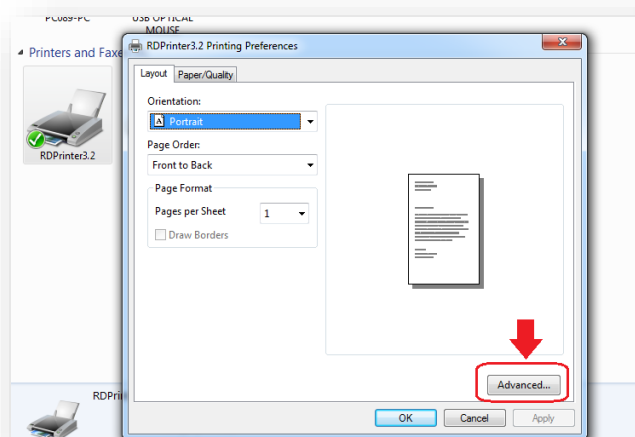 PC089-PC
USB OPTICAL
MOUSE
Printers and Faxe
RDPrinter3.2
RDPrinter3.2 Printing Preferences
Layout
Paper/Quality
Orientation:
A Portrait
Page Order:
Front to Back
Page Format
Pages per Sheet 1
Draw Borders
Advanced...
OK Cancel Apply
RDPrin